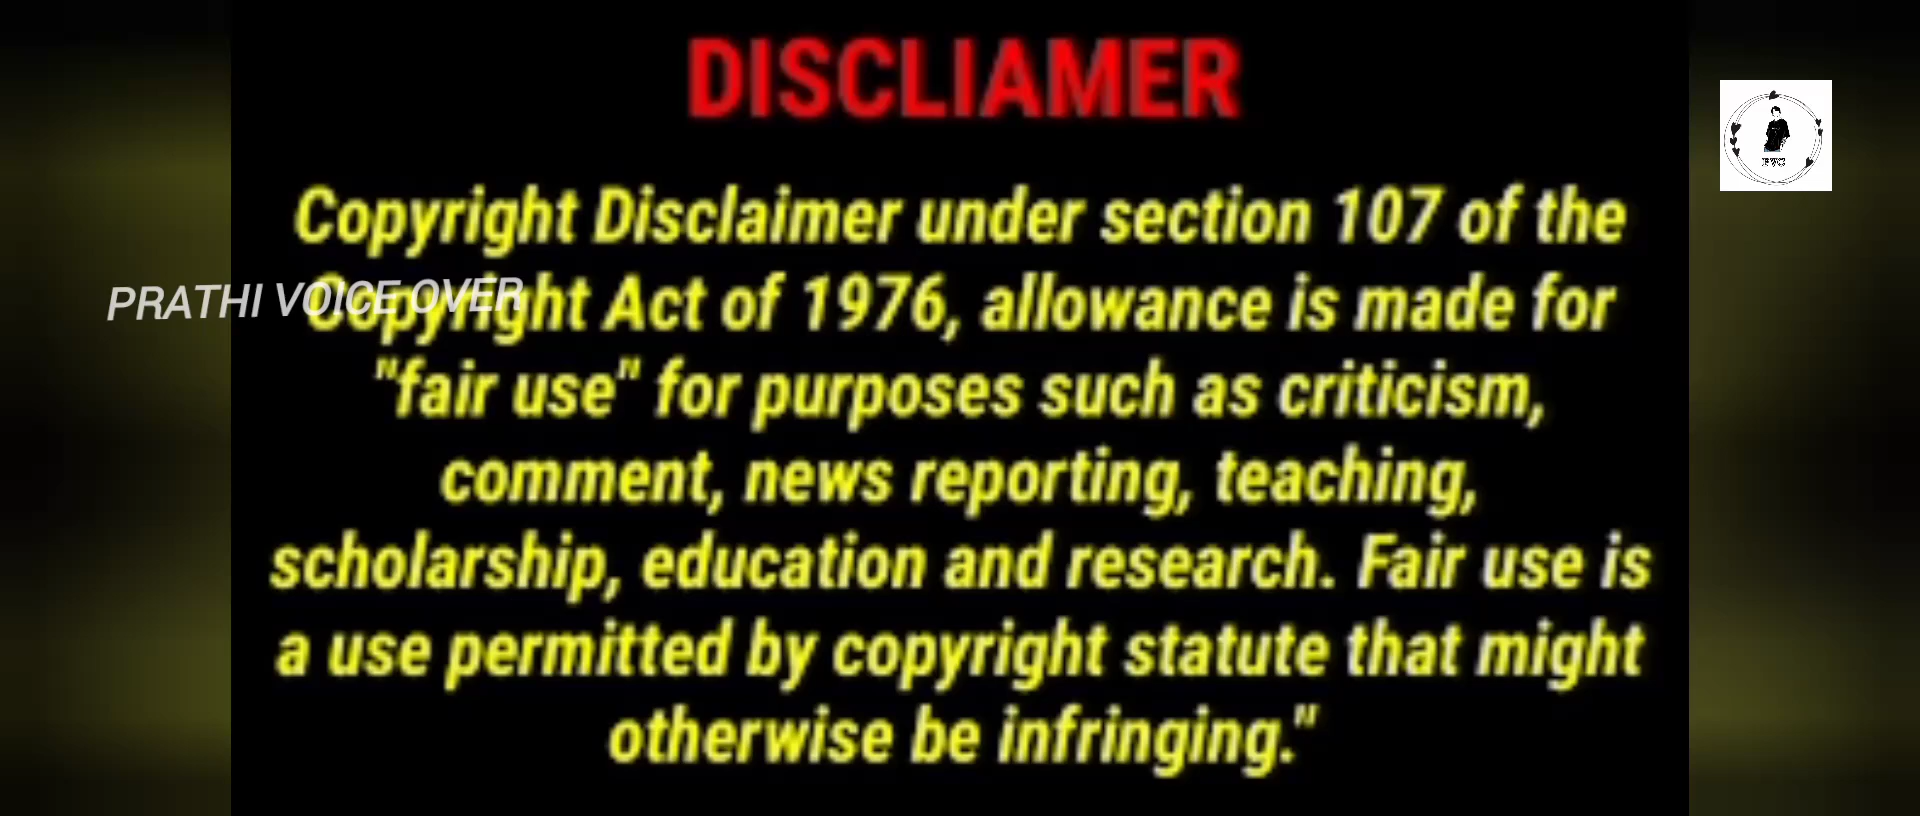 DISCLIAMER
Copyright Disclaimer under section 107 of the
PRATHI VOICE OVER
Copyright Act of 1976, allowance is made for
"fair use" for purposes such as criticism,
comment, news reporting, teaching,
scholarship, education and research. Fair use is
a use permitted by copyright statute that might
otherwise be infringing."